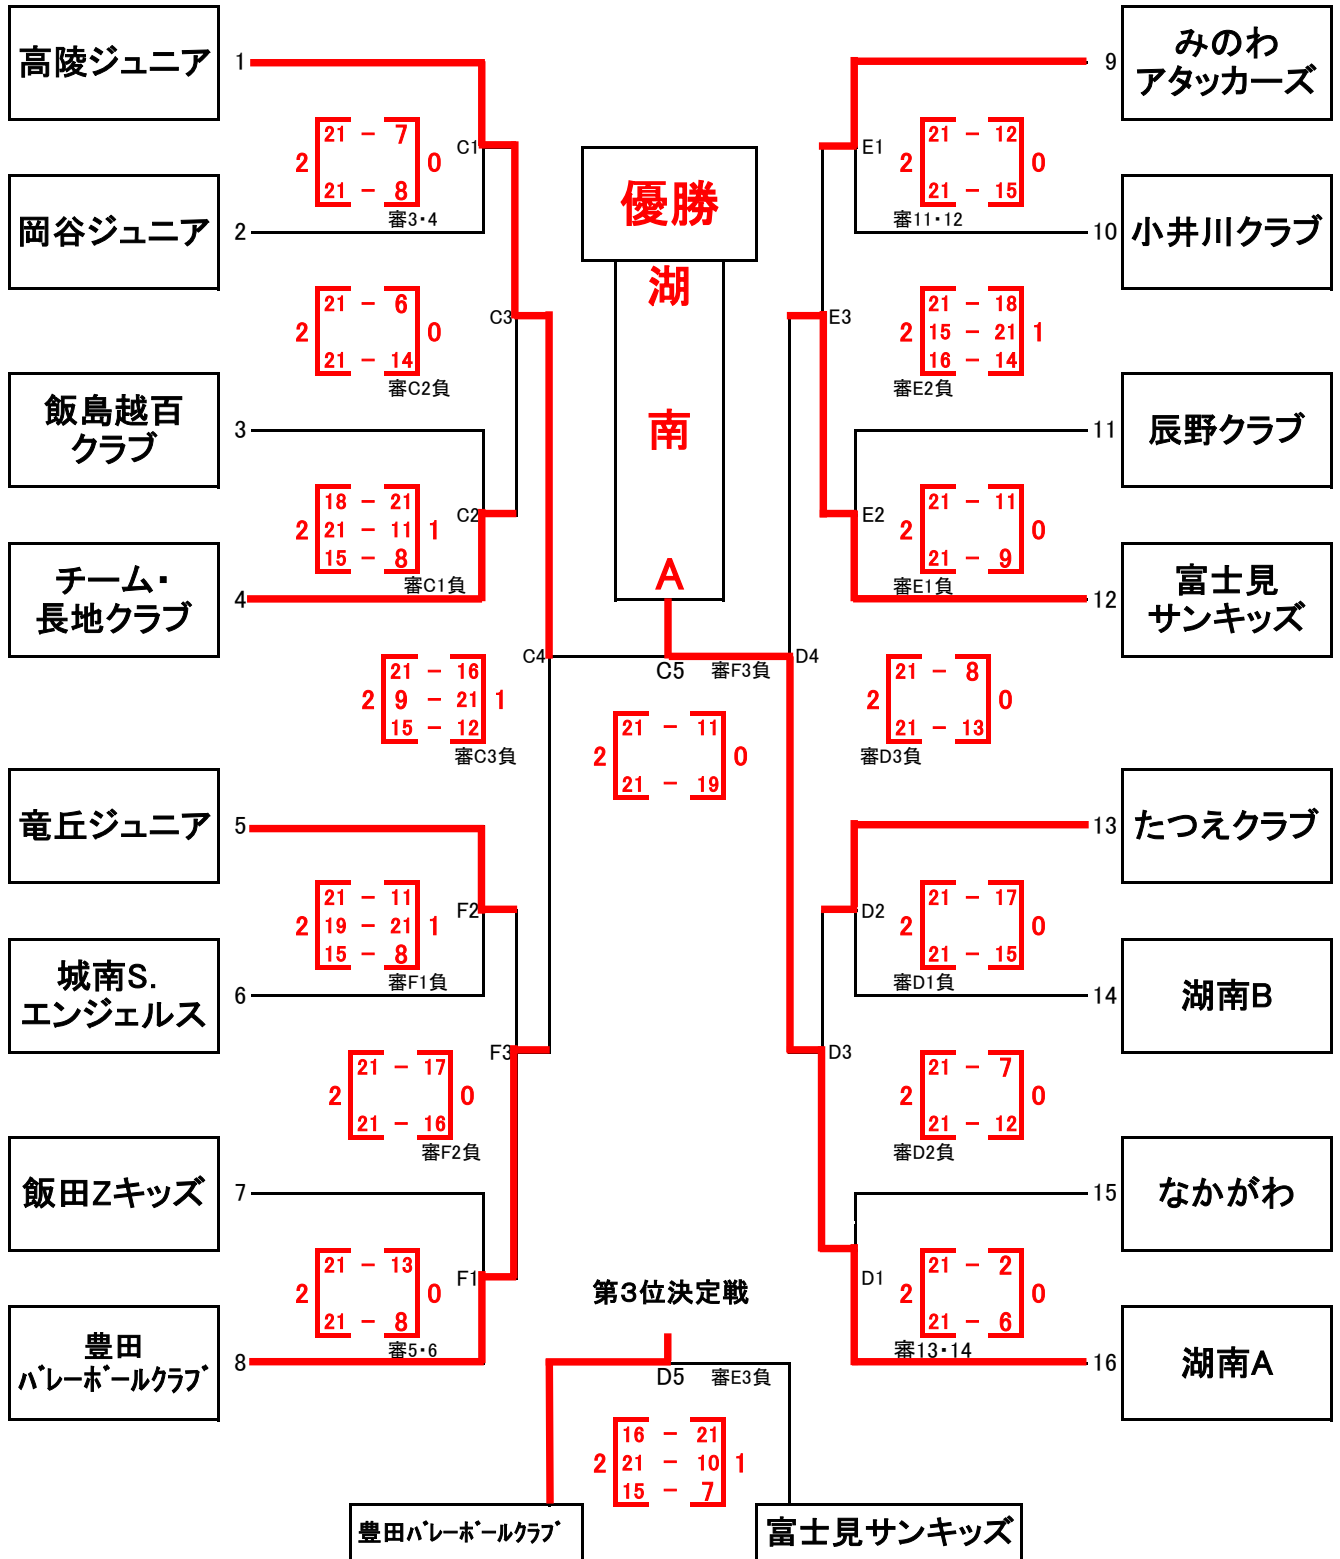 高陵ジュニア
1
21 - 7
2 0
21 - 8
C1
審3・4
岡谷ジュニア
2
21 - 6
2 0
21 - 14
C3
審C2負
飯島越百
クラブ
3
18 - 21
2 21 - 11 1
15 - 8
C2
審C1負
チーム・
長地クラブ
4
C4
21 - 16
2 9 - 21 1
15 - 12
審C3負
竜丘ジュニア
5
21 - 11
2 19 - 21 1
15 - 8
F2
審F1負
城南S.
エンジェルス
6
F3
21 - 17
2 0
21 - 16
審F2負
飯田Zキッズ
7
21 - 13
2 0
21 - 8
F1
審5・6
豊田
バレーボールクラブ
8
優勝
湖
南
A
C5 審F3負
21 - 11
2 0
21 - 19
みのわ
アタッカーズ
9
E1
21 - 12
2 0
21 - 15
審11・12
小井川クラブ
10
E3
21 - 18
2 15 - 21 1
16 - 14
審E2負
辰野クラブ
11
E2
21 - 11
2 0
21 - 9
審E1負
富士見
サンキッズ
12
D4
21 - 8
2 0
21 - 13
審D3負
たつえクラブ
13
D2
21 - 17
2 0
21 - 15
審D1負
湖南B
14
D3
21 - 7
2 0
21 - 12
審D2負
なかがわ
15
D1
21 - 2
2 0
21 - 6
審13・14
湖南A
16
第3位決定戦
D5 審E3負
16 - 21
2 21 - 10 1
15 - 7
豊田バレーボールクラブ
富士見サンキッズ